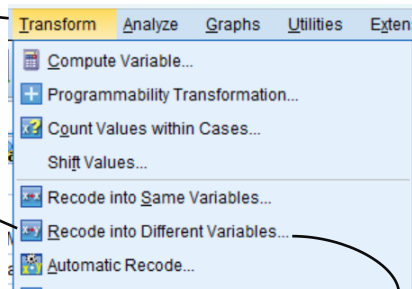 Transform Analyze Graphs Utilities Exten
Compute Variable...
Programmability Transformation...
Count Values within Cases...
Shift Values...
Recode into Same Variables...
Recode into Different Variables...
Automatic Recode...